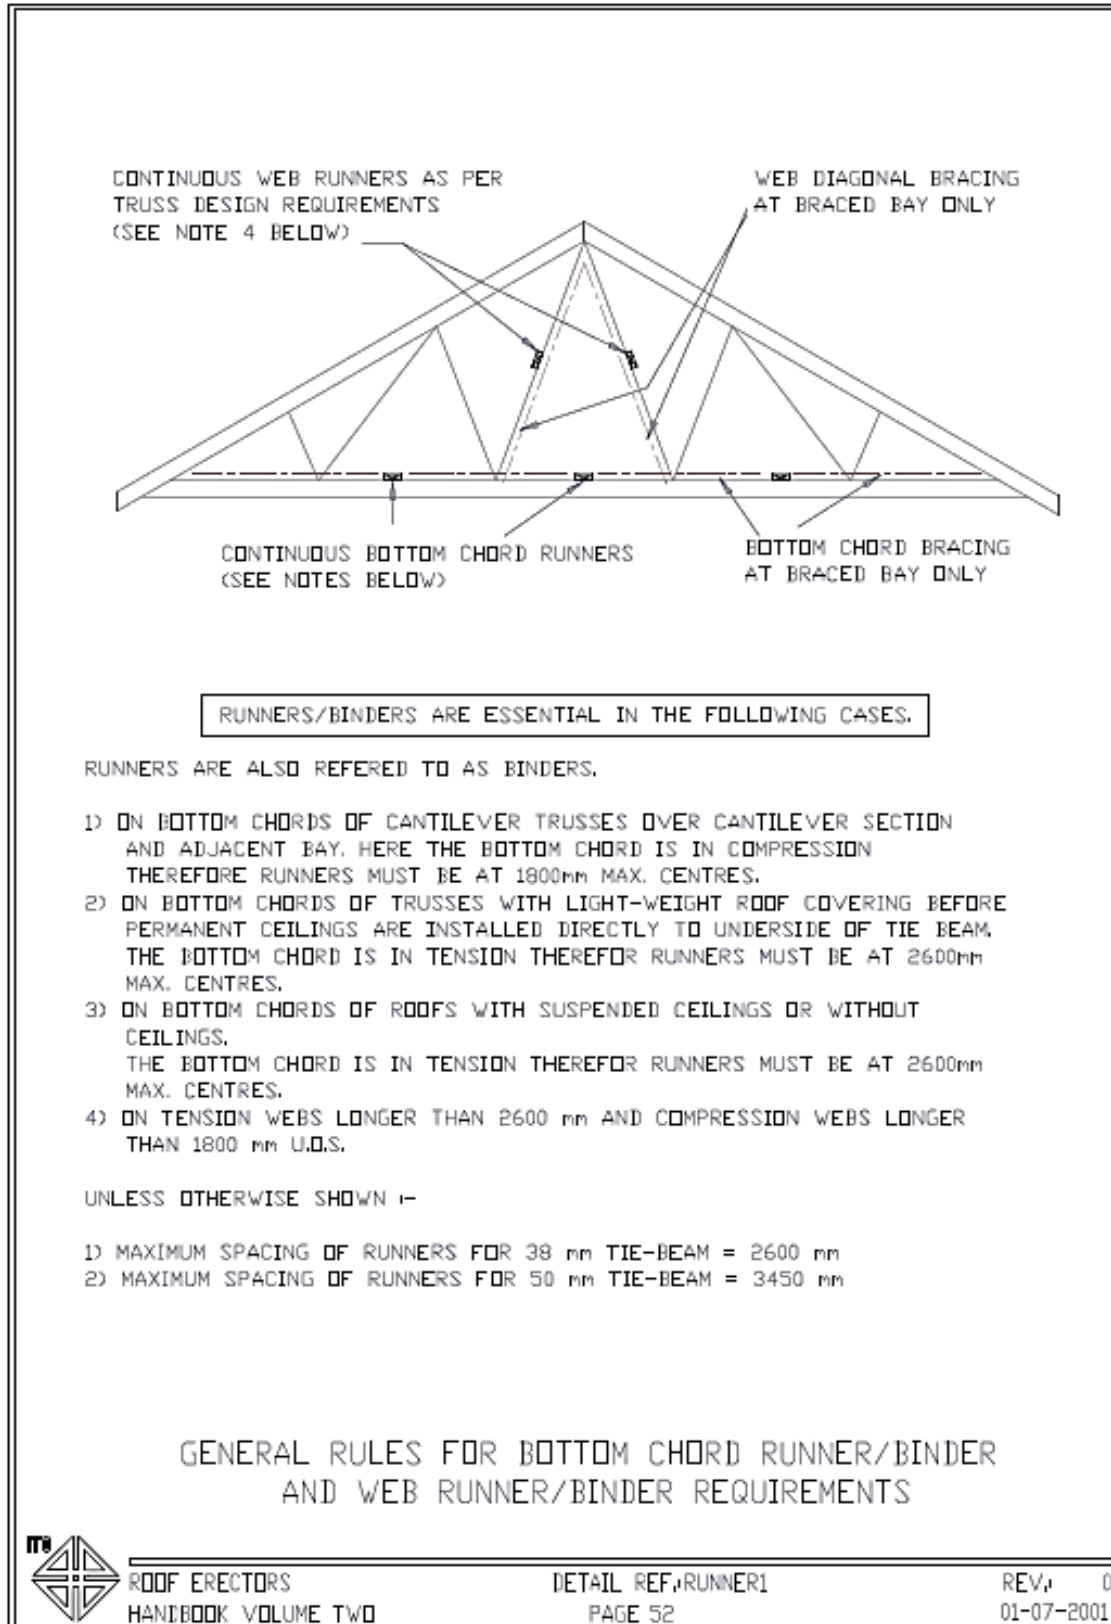 CONTINUOUS WEB RUNNERS AS PER
TRUSS DESIGN REQUIREMENTS
(SEE NOTE 4 BELOW)
WEB DIAGONAL BRACING
AT BRACED BAY ONLY
CONTINUOUS BOTTOM CHORD RUNNERS
(SEE NOTES BELOW)
BOTTOM CHORD BRACING
AT BRACED BAY ONLY
RUNNERS/BINDERS ARE ESSENTIAL IN THE FOLLOWING CASES.
RUNNERS ARE ALSO REFERED TO AS BINDERS.
1) ON BOTTOM CHORDS OF CANTILEVER TRUSSES OVER CANTILEVER SECTION
AND ADJACENT BAY. HERE THE BOTTOM CHORD IS IN COMPRESSION
THEREFORE RUNNERS MUST BE AT 1800mm MAX. CENTRES.
2) ON BOTTOM CHORDS OF TRUSSES WITH LIGHT-WEIGHT ROOF COVERING BEFORE
PERMANENT CEILINGS ARE INSTALLED DIRECTLY TO UNDERSIDE OF TIE BEAM.
THE BOTTOM CHORD IS IN TENSION THEREFOR RUNNERS MUST BE AT 2600mm
MAX. CENTRES.
3) ON BOTTOM CHORDS OF ROOFS WITH SUSPENDED CEILINGS OR WITHOUT
CEILINGS.
THE BOTTOM CHORD IS IN TENSION THEREFOR RUNNERS MUST BE AT 2600mm
MAX. CENTRES.
4) ON TENSION WEBS LONGER THAN 2600 mm AND COMPRESSION WEBS LONGER
THAN 1800 mm U.O.S.
UNLESS OTHERWISE SHOWN :-
1) MAXIMUM SPACING OF RUNNERS FOR 38 mm TIE-BEAM = 2600 mm
2) MAXIMUM SPACING OF RUNNERS FOR 50 mm TIE-BEAM = 3450 mm
GENERAL RULES FOR BOTTOM CHORD RUNNER/BINDER
AND WEB RUNNER/BINDER REQUIREMENTS
ROOF ERECTORS
HANDBOOK VOLUME TWO
DETAIL REF: RUNNER1
PAGE 52
REV: 0
01-07-2001